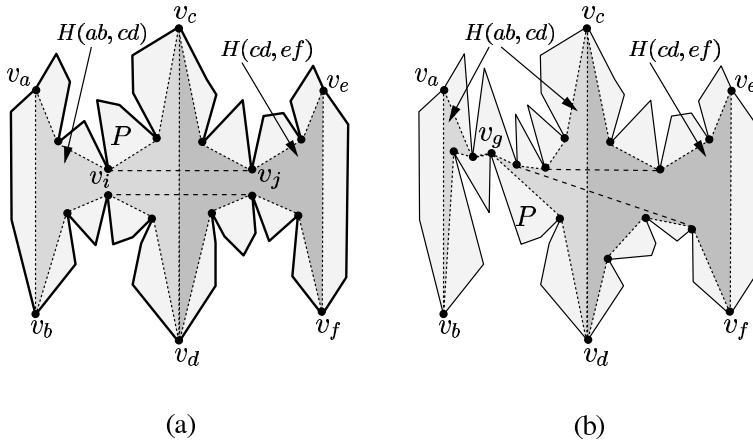 v_c
H(ab, cd)
H(cd, ef)
v_a
v_e
P
v_i
v_j
v_b
v_f
v_d
(a)
v_c
H(ab, cd)
H(cd, ef)
v_a
v_e
v_g
P
v_b
v_f
v_d
(b)